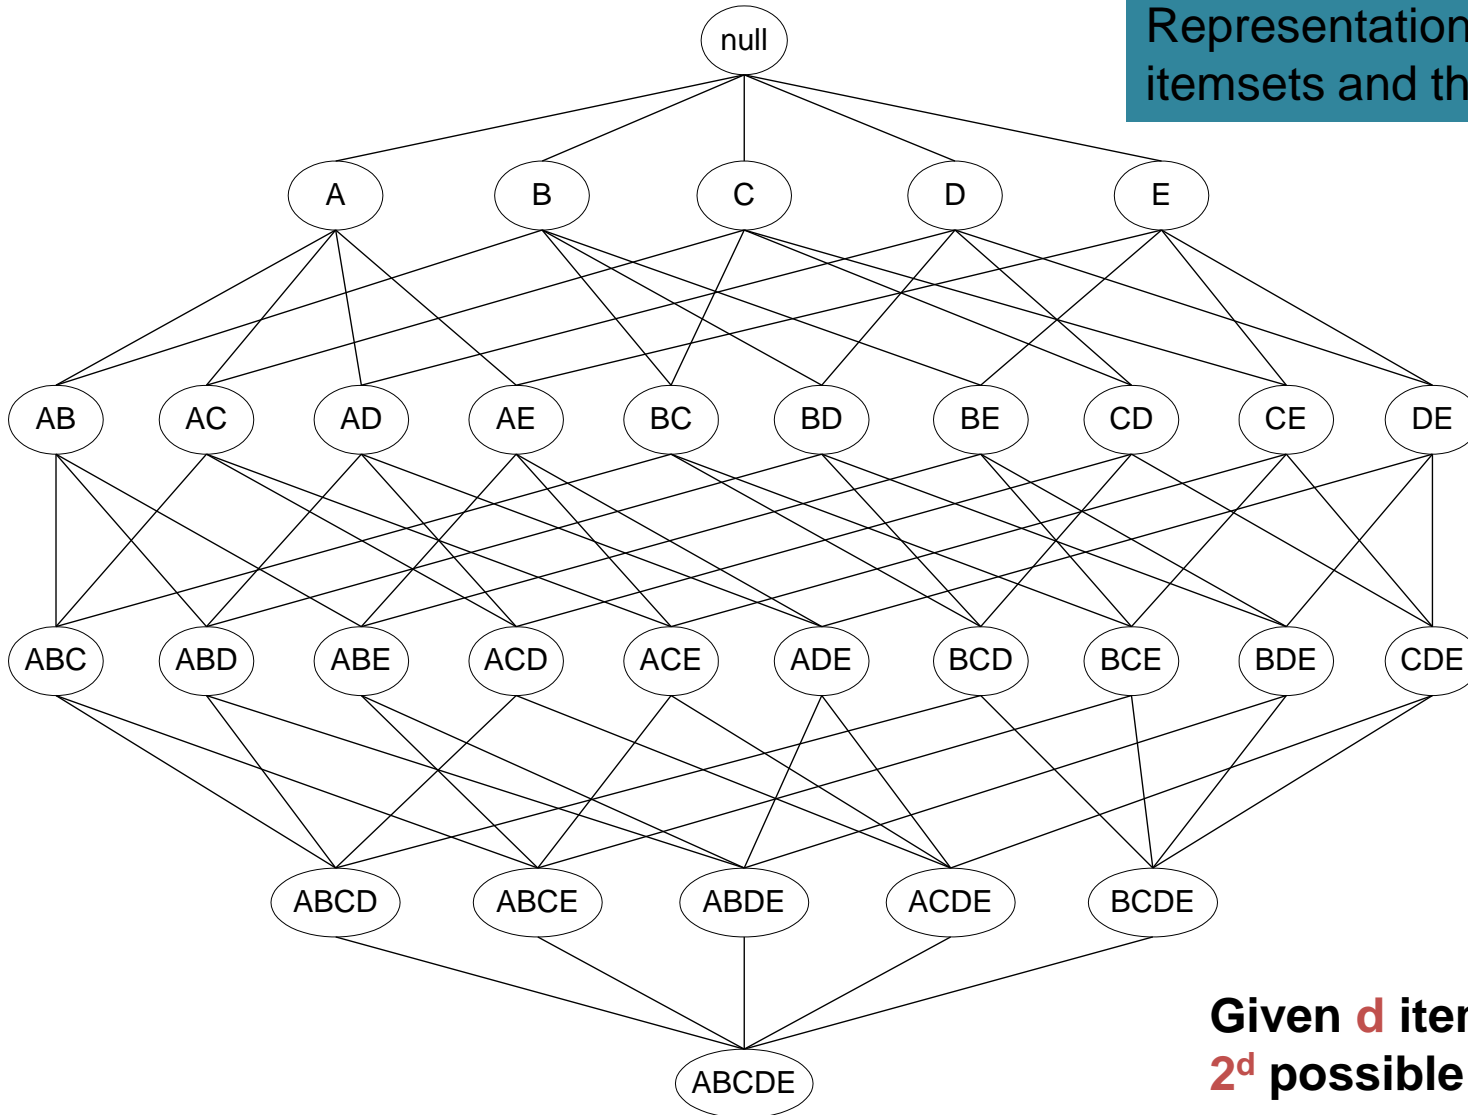 null
Representation
itemsets and th
A B C D E
AB AC AD AE BC BD BE CD CE DE
ABC ABD ABE ACD ACE ADE BCD BCE BDE CDE
ABCD ABCE ABDE ACDE BCDE
ABCDE
Given d iter
2^d possible